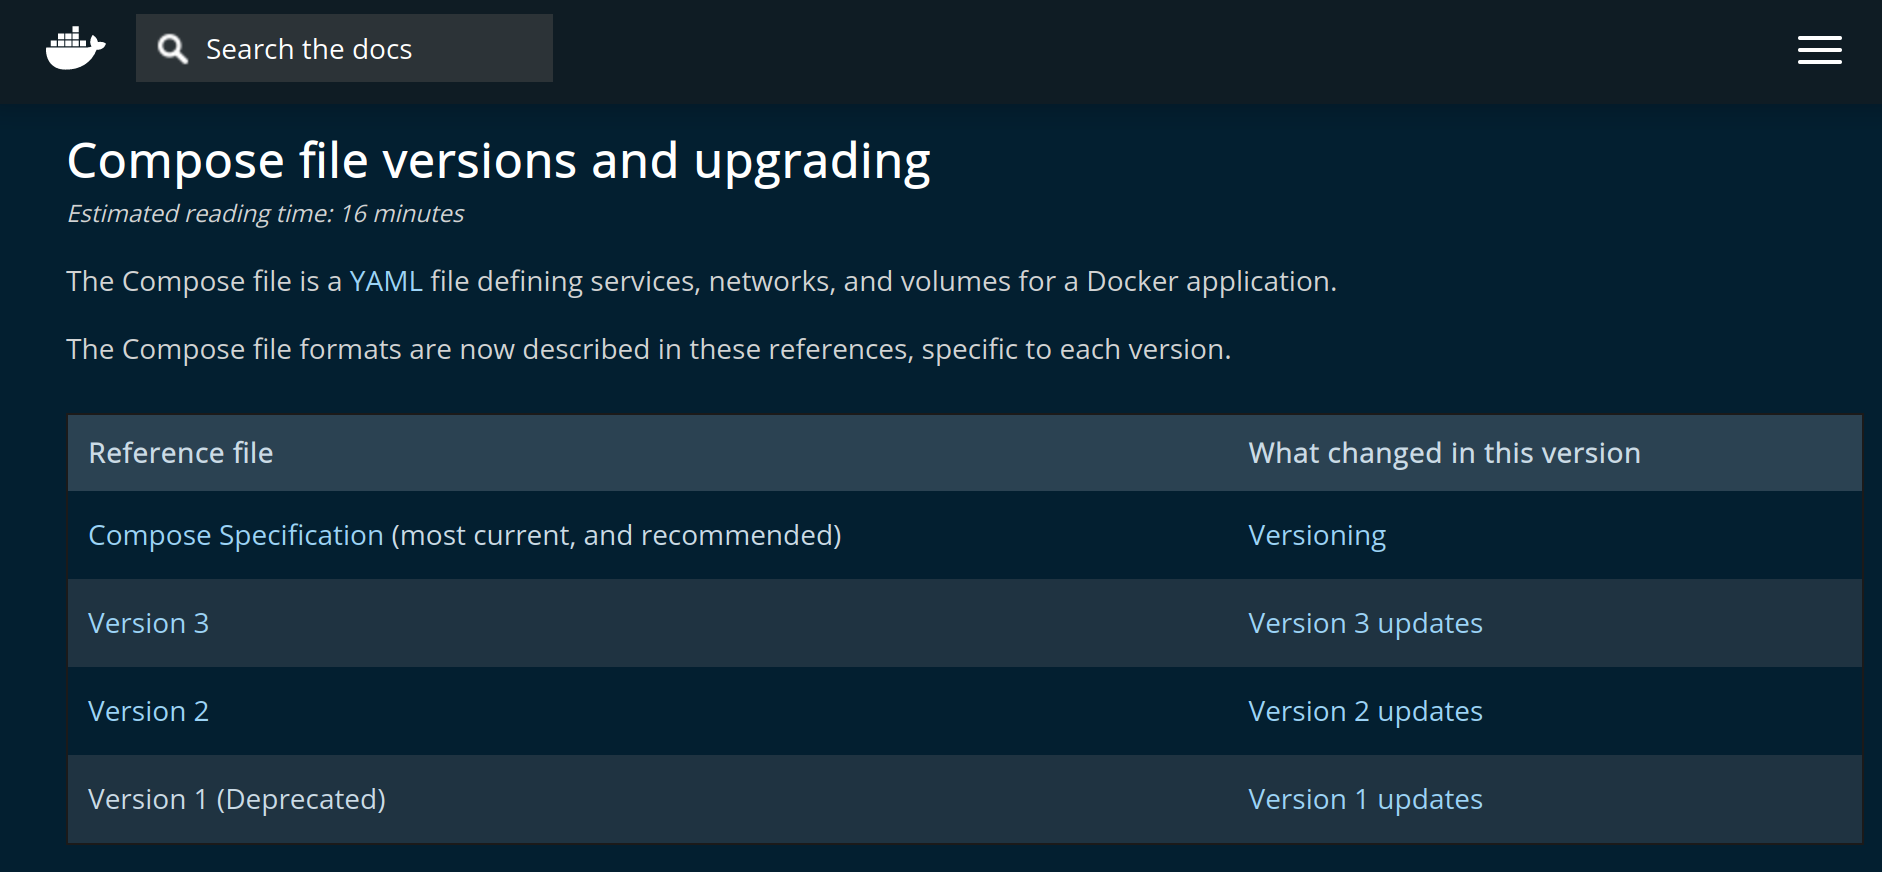 Search the docs
Compose file versions and upgrading
Estimated reading time: 16 minutes
The Compose file is a YAML file defining services, networks, and volumes for a Docker application.
The Compose file formats are now described in these references, specific to each version.
Reference file What changed in this version
Compose Specification (most current, and recommended) Versioning
Version 3 Version 3 updates
Version 2 Version 2 updates
Version 1 (Deprecated) Version 1 updates